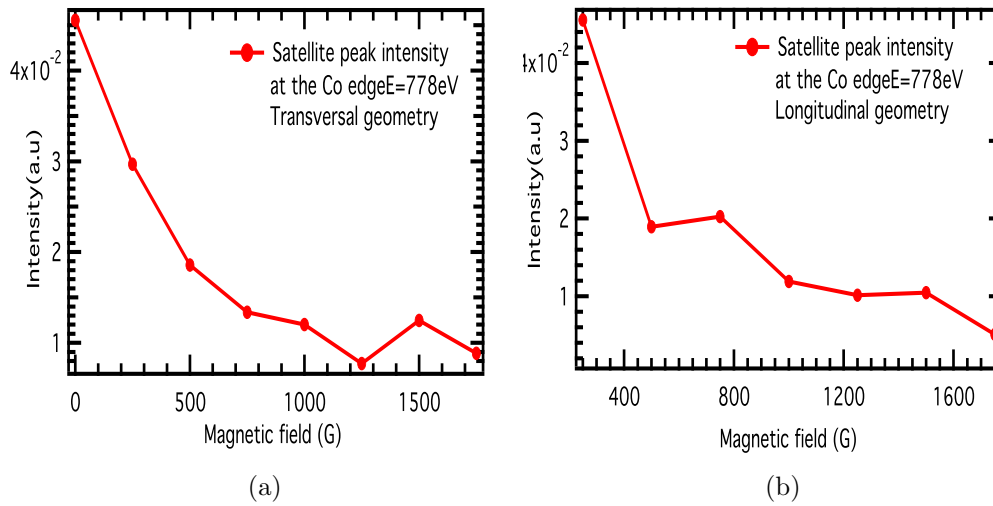 Satellite peak intensity
at the Co edgeE=778eV
Transversal geometry
4x10-2
3
2
1
Intensity(a.u)
0 500 1000 1500
Magnetic field (G)
(a)
Satellite peak intensity
at the Co edgeE=778eV
Longitudinal geometry
4x10-2
3
2
1
Intensity(a.u)
400 800 1200 1600
Magnetic field (G)
(b)